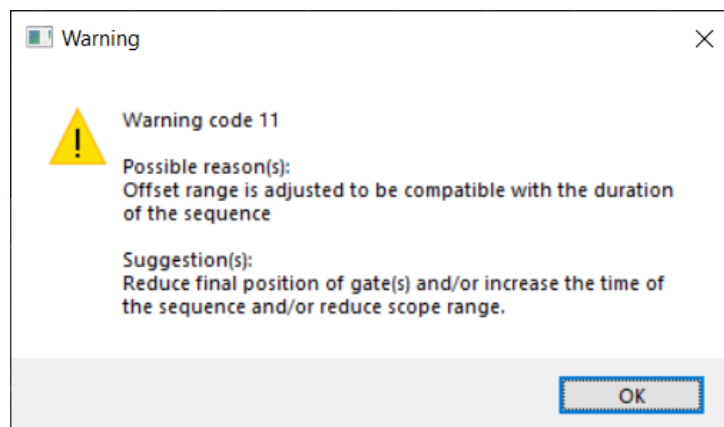 Warning
Warning code 11
Possible reason(s):
Offset range is adjusted to be compatible with the duration
of the sequence
Suggestion(s):
Reduce final position of gate(s) and/or increase the time of
the sequence and/or reduce scope range.
OK